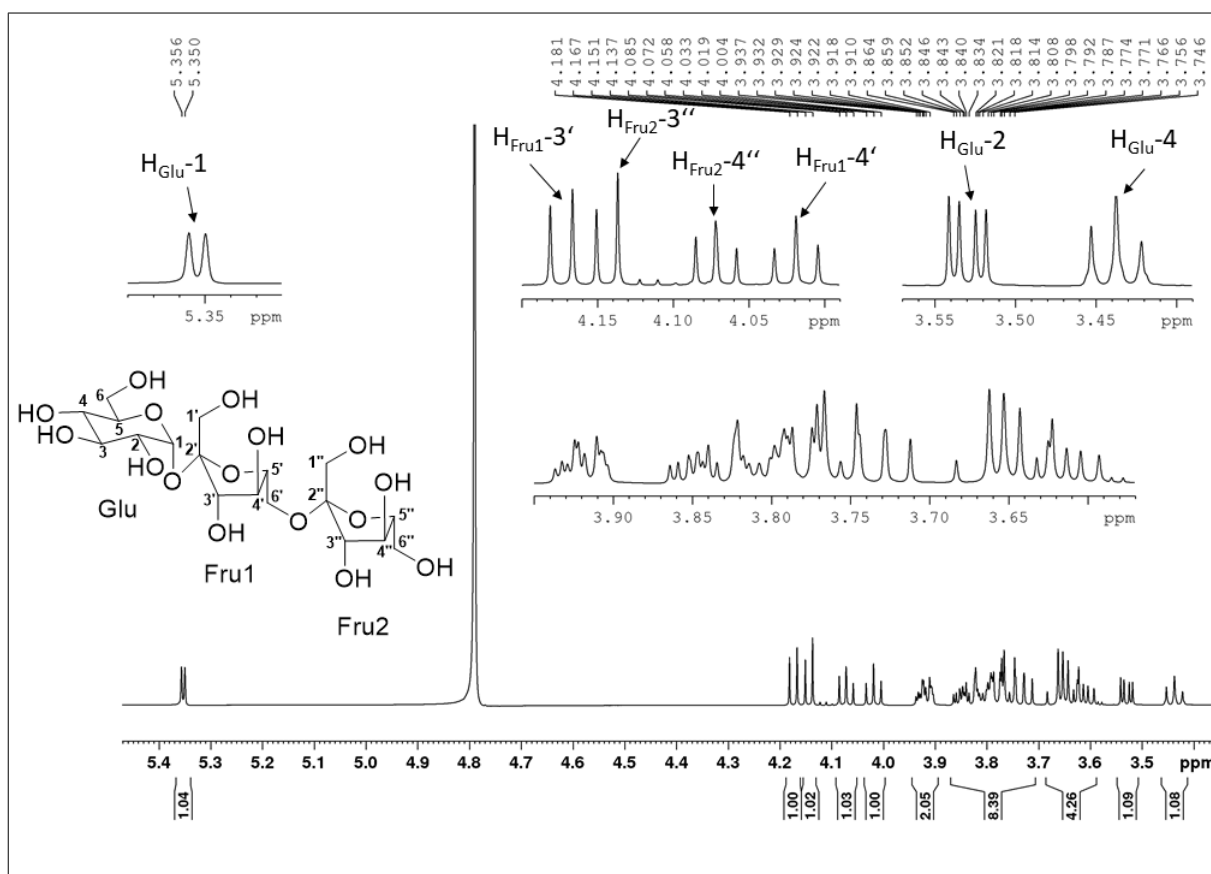 5.356
5.350
4.181
4.167
4.151
4.137
4.085
4.072
4.058
4.033
4.019
4.004
3.937
3.932
3.929
3.924
3.922
3.918
3.910
3.864
3.859
3.852
3.846
3.843
3.840
3.834
3.821
3.818
3.814
3.808
3.798
3.792
3.787
3.774
3.771
3.766
3.756
3.746
HGlu-1
HFru1-3‘
HFru2-3‘‘
HFru2-4‘‘
HFru1-4‘
HGlu-2
HGlu-4
5.35 ppm
4.15 4.10 4.05 ppm
3.55 3.50 3.45 ppm
3.90 3.85 3.80 3.75 3.70 3.65 ppm
6 OH
4 HO O 1' OH
5
HO 3 2 1 OH
HO O 2' O 5'
3' 4' 6'
OH O
1" OH
2" OH
O 5"
3" 4" 6"
OH OH
Glu
Fru1
Fru2
5.4 5.3 5.2 5.1 5.0 4.9 4.8 4.7 4.6 4.5 4.4 4.3 4.2 4.1 4.0 3.9 3.8 3.7 3.6 3.5 ppm
1.04
1.00
1.02
1.03
1.00
2.05
8.39
4.26
1.09
1.08